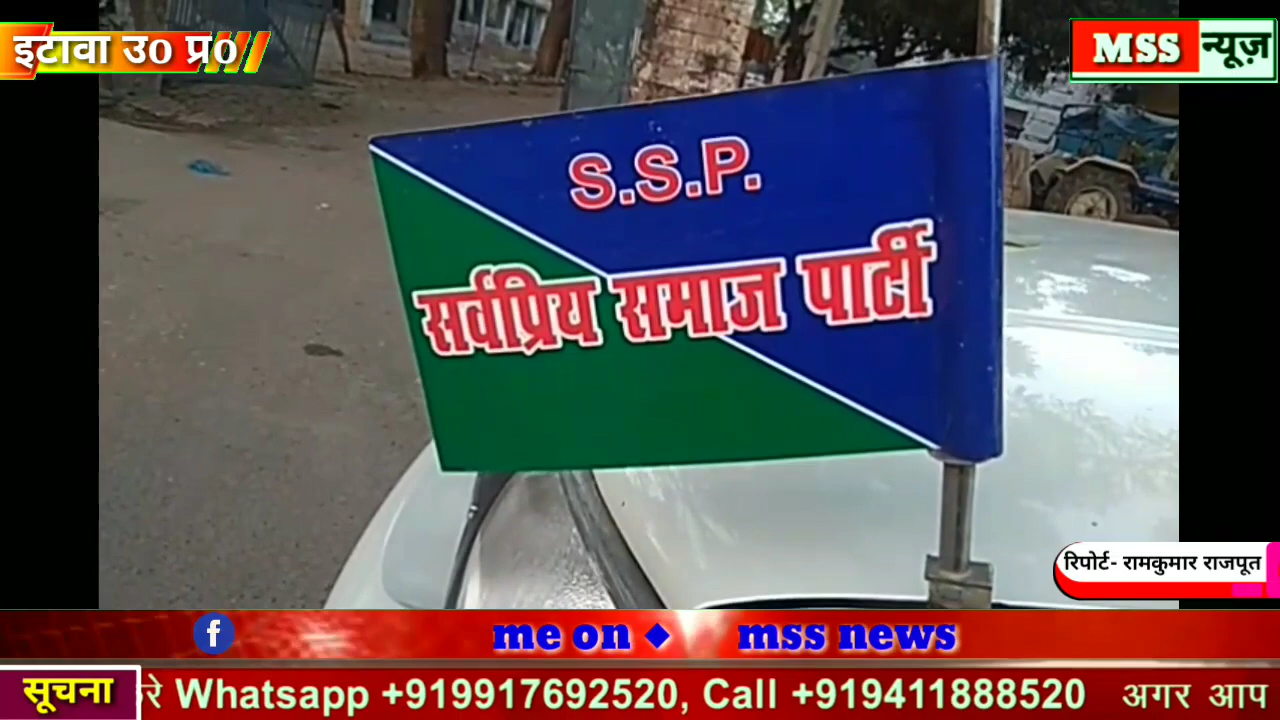 इटावा उ० प्र०
MSS न्यूज़
S.S.P.
सर्वप्रिय समाज पार्टी
रिपोर्ट- रामकुमार राजपूत
me on ◆ mss news
सूचना
रे Whatsapp +919917692520, Call +919411888520 अगर आप